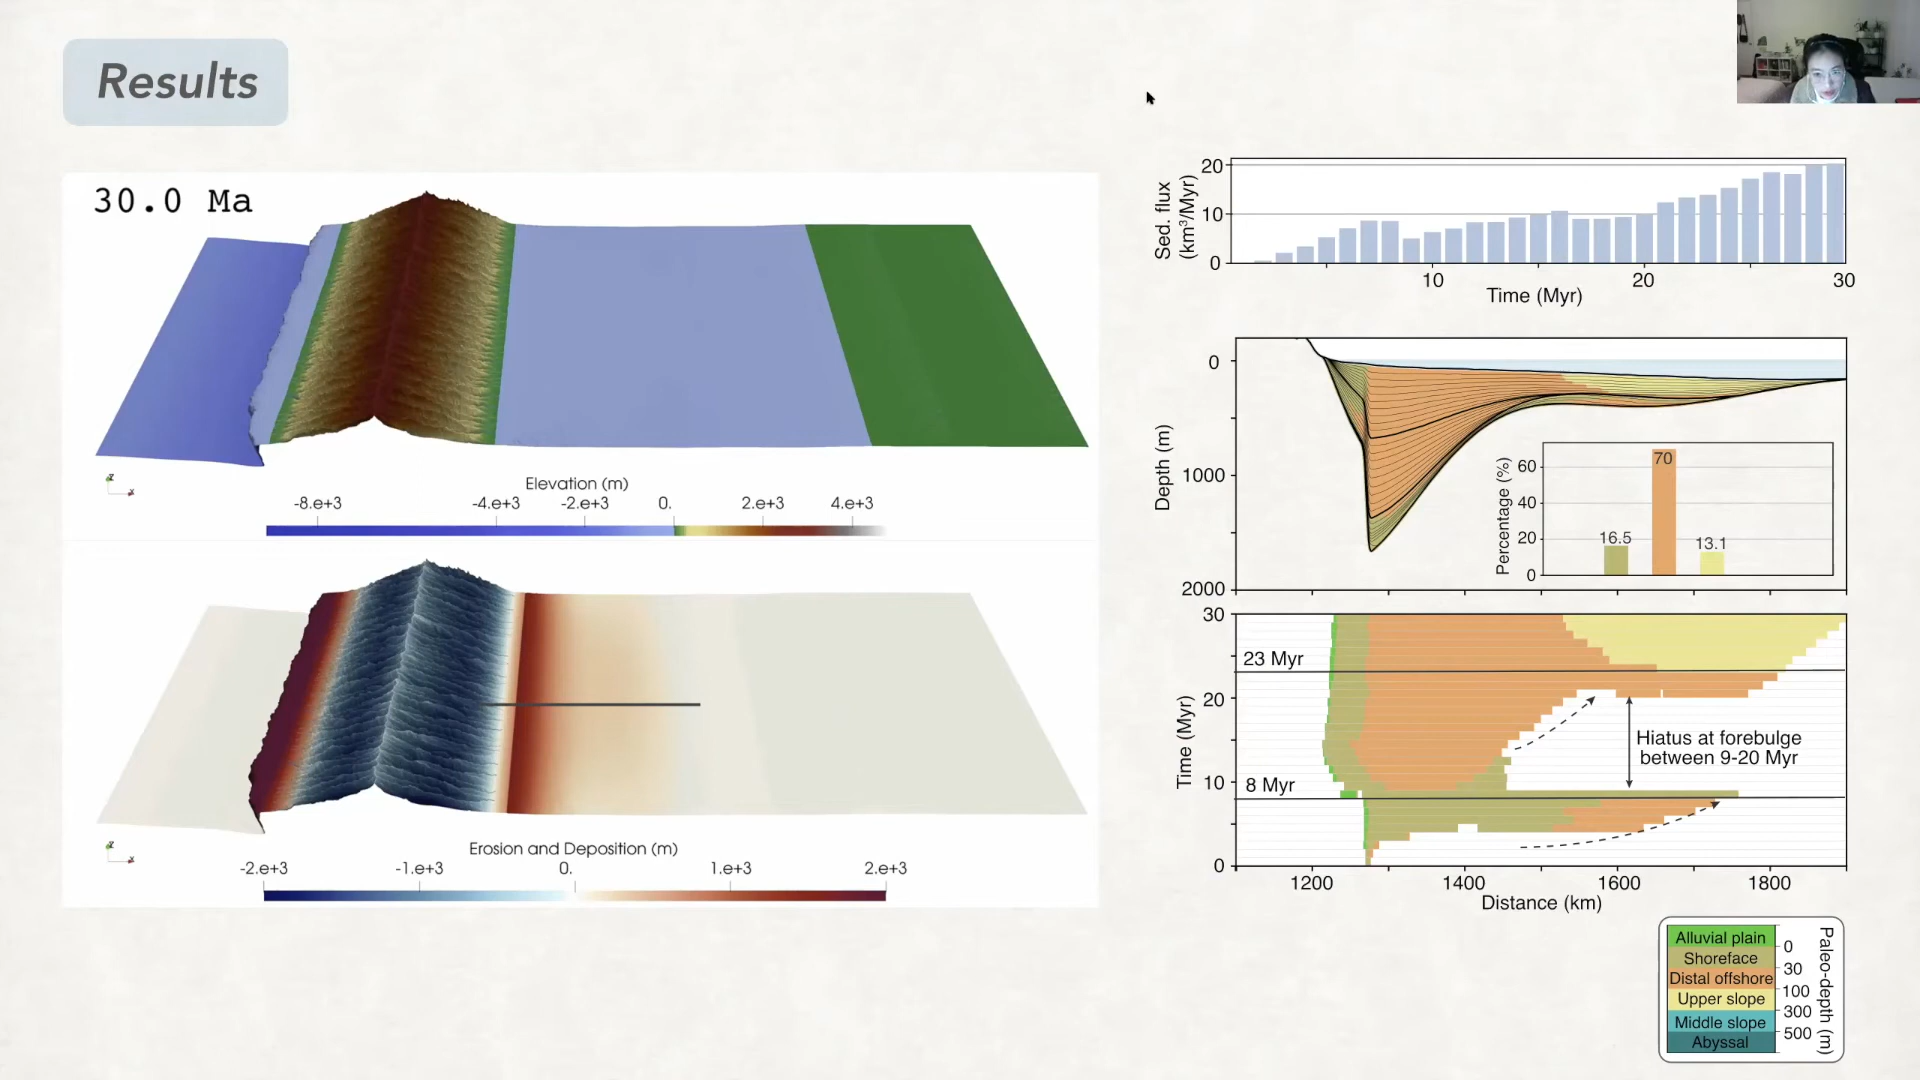 Results
30.0 Ma
Elevation (m)
-8.e+3 -4.e+3 -2.e+3 0. 2.e+3 4.e+3
Erosion and Deposition (m)
-2.e+3 -1.e+3 0. 1.e+3 2.e+3
Sed. flux
(km³/Myr)
20
10
0
10 20 30
Time (Myr)
Depth (m)
0
1000
2000
Percentage (%)
60
40
20
0
16.5
70
13.1
Time (Myr)
30
20
10
0
23 Myr
8 Myr
Hiatus at forebulge
between 9-20 Myr
1200 1400 1600 1800
Distance (km)
Alluvial plain
Shoreface
Distal offshore
Upper slope
Middle slope
Abyssal
0
30
100
300
500
Paleo-depth (m)